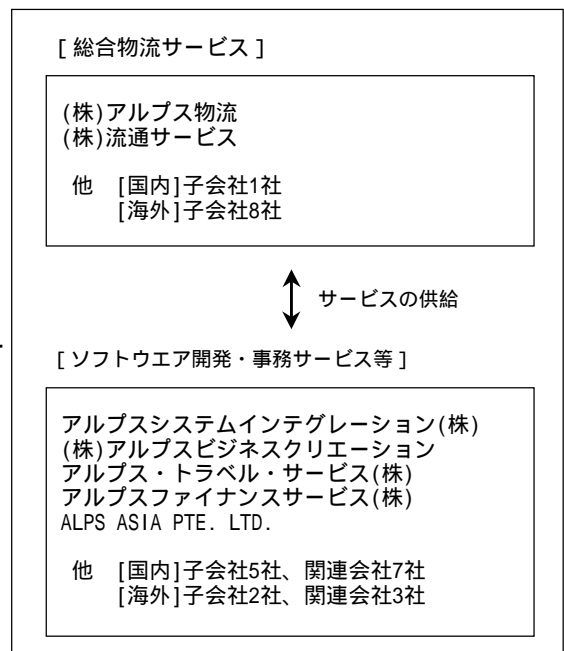 [ 総合物流サービス ]
(株)アルプス物流
(株)流通サービス
他 [国内]子会社1社
[海外]子会社8社
サービスの供給
[ ソフトウエア開発・事務サービス等 ]
アルプスシステムインテグレーション(株)
(株)アルプスビジネスクリエーション
アルプス・トラベル・サービス(株)
アルプスファイナンスサービス(株)
ALPS ASIA PTE. LTD.
他 [国内]子会社5社、関連会社7社
[海外]子会社2社、関連会社3社